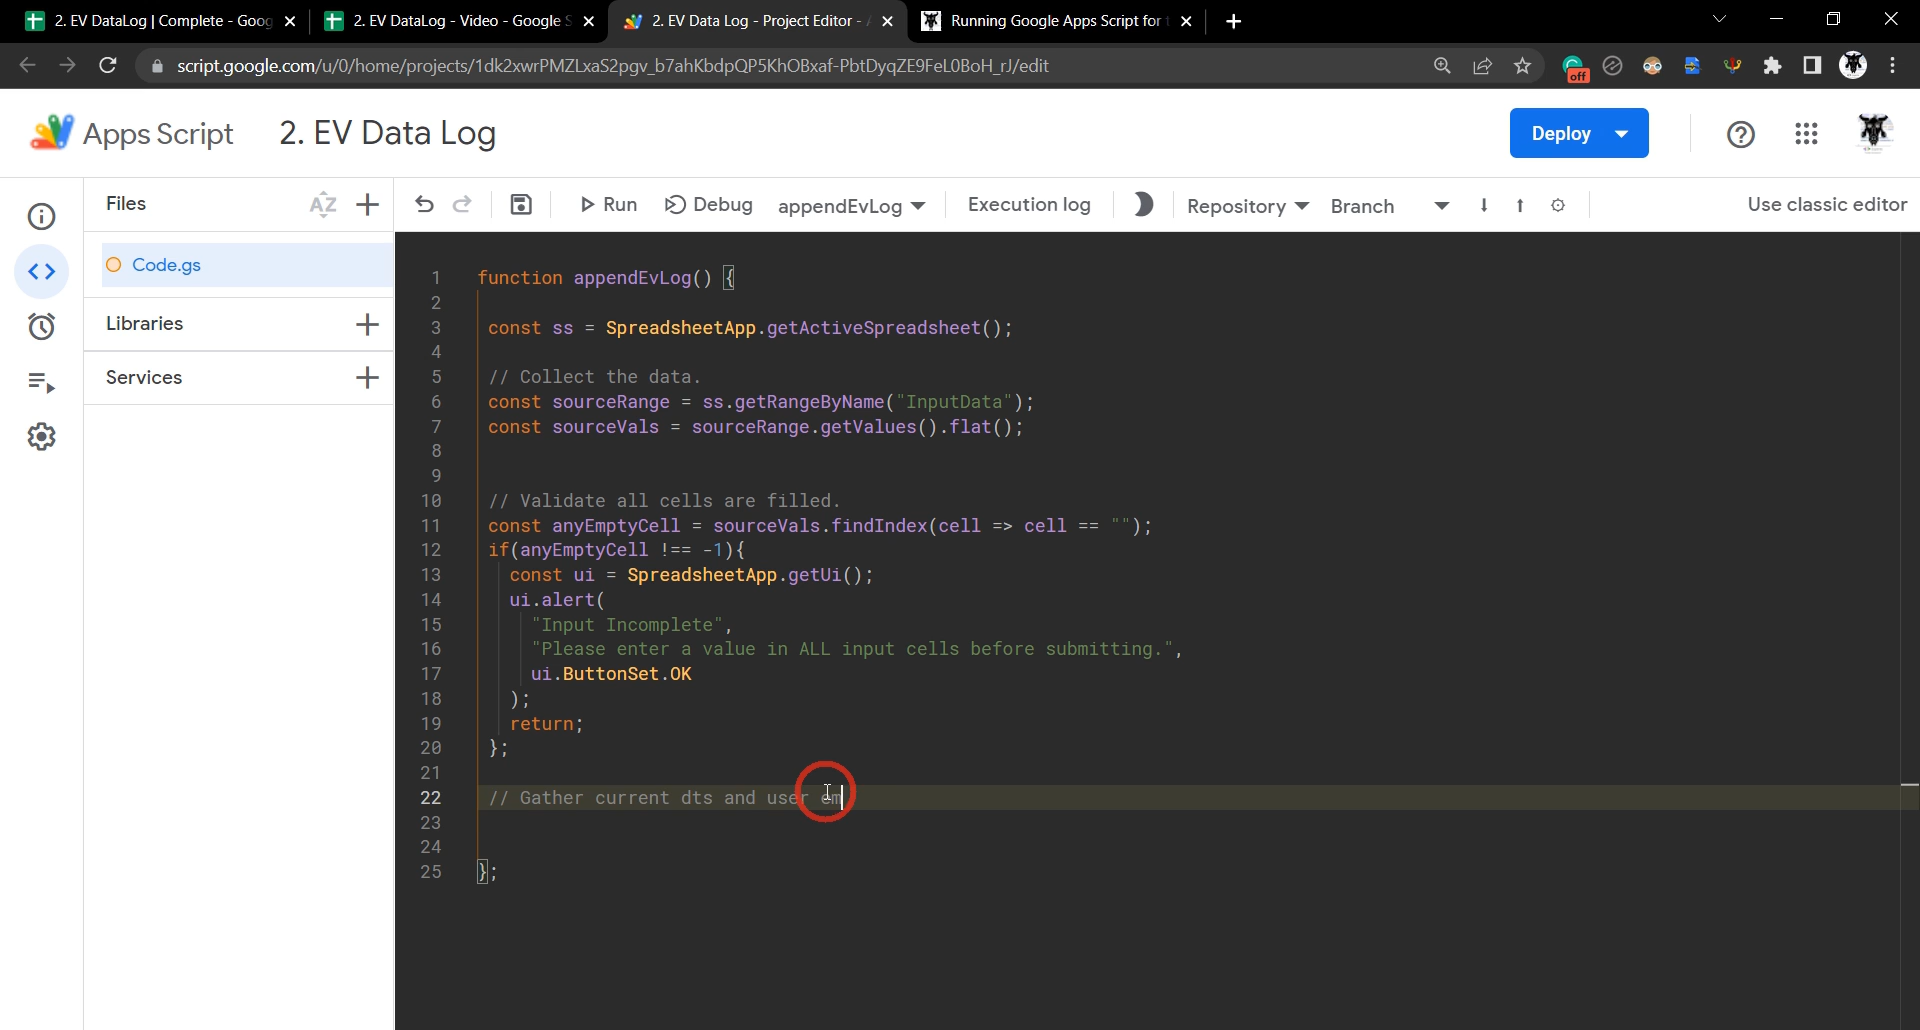 2. EV DataLog | Complete - Goog
2. EV DataLog - Video - Google S
2. EV Data Log - Project Editor - A
Running Google Apps Script for t
script.google.com/u/0/home/projects/1dk2xwrPMZLxaS2pgv_b7ahKbdpQP5KhOBxaf-PbtDyqZE9FeL0BoH_rJ/edit
off
Apps Script
2. EV Data Log
Deploy
Files
AZ
Run
Debug
appendEvLog
Execution log
Repository
Branch
Use classic editor
Code.gs
Libraries
Services
1 function appendEvLog() {
2
3 const ss = SpreadsheetApp.getActiveSpreadsheet();
4
5 // Collect the data.
6 const sourceRange = ss.getRangeByName("InputData");
7 const sourceVals = sourceRange.getValues().flat();
8
9
10 // Validate all cells are filled.
11 const anyEmptyCell = sourceVals.findIndex(cell => cell == "");
12 if(anyEmptyCell !== -1){
13 const ui = SpreadsheetApp.getUi();
14 ui.alert(
15 "Input Incomplete",
16 "Please enter a value in ALL input cells before submitting.",
17 ui.ButtonSet.OK
18 );
19 return;
20 };
21
22 // Gather current dts and user em
23
24
25 };